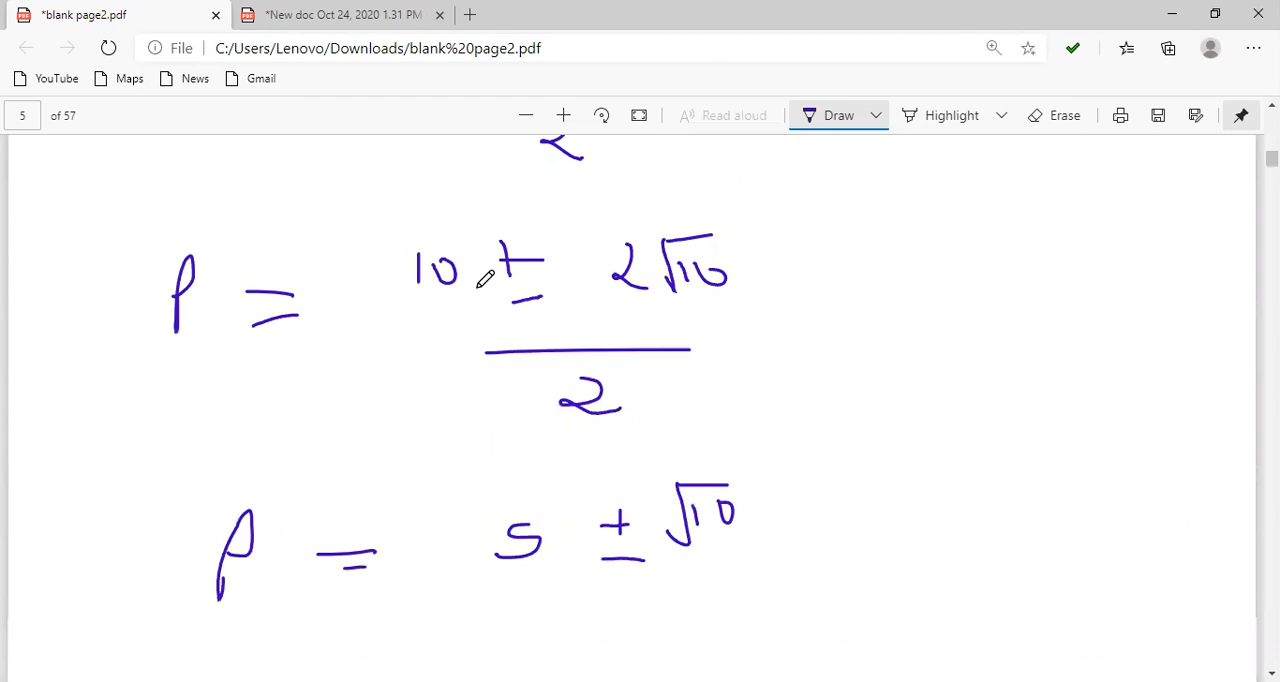 *blank page2.pdf
*New doc Oct 24, 2020 1.31 PM
File C:/Users/Lenovo/Downloads/blank%20page2.pdf
YouTube Maps News Gmail
5 of 57 Read aloud Draw Highlight Erase
2
P = 10 ± 2√10
2
P = 5 ± √10